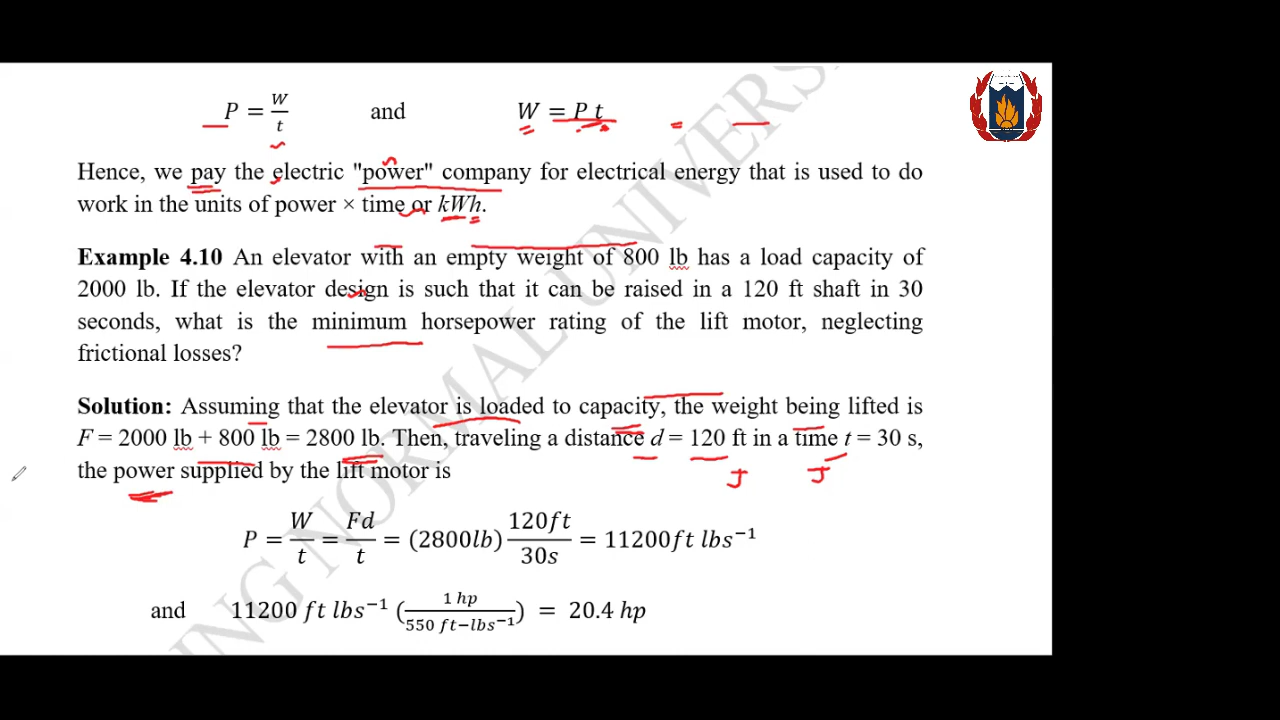 P = W/t and W = P t
Hence, we pay the electric "power" company for electrical energy that is used to do
work in the units of power × time or kWh.
Example 4.10 An elevator with an empty weight of 800 lb has a load capacity of
2000 lb. If the elevator design is such that it can be raised in a 120 ft shaft in 30
seconds, what is the minimum horsepower rating of the lift motor, neglecting
frictional losses?
Solution: Assuming that the elevator is loaded to capacity, the weight being lifted is
F = 2000 lb + 800 lb = 2800 lb. Then, traveling a distance d = 120 ft in a time t = 30 s,
the power supplied by the lift motor is
P = W/t = Fd/t = (2800lb) 120ft/30s = 11200ft lbs⁻¹
and 11200 ft lbs⁻¹ (1 hp/550 ft−lbs⁻¹) = 20.4 hp
ING NORMAL UNIVERS